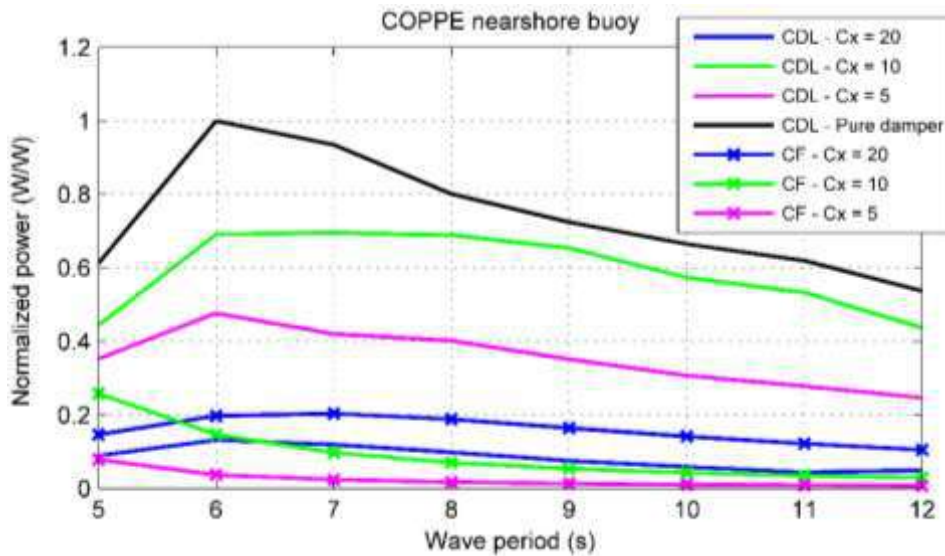 COPPE nearshore buoy
1.2
1
0.8
0.6
0.4
0.2
0
Normalized power (W/W)
5 6 7 8 9 10 11 12
Wave period (s)
CDL - Cx = 20
CDL - Cx = 10
CDL - Cx = 5
CDL - Pure damper
CF - Cx = 20
CF - Cx = 10
CF - Cx = 5